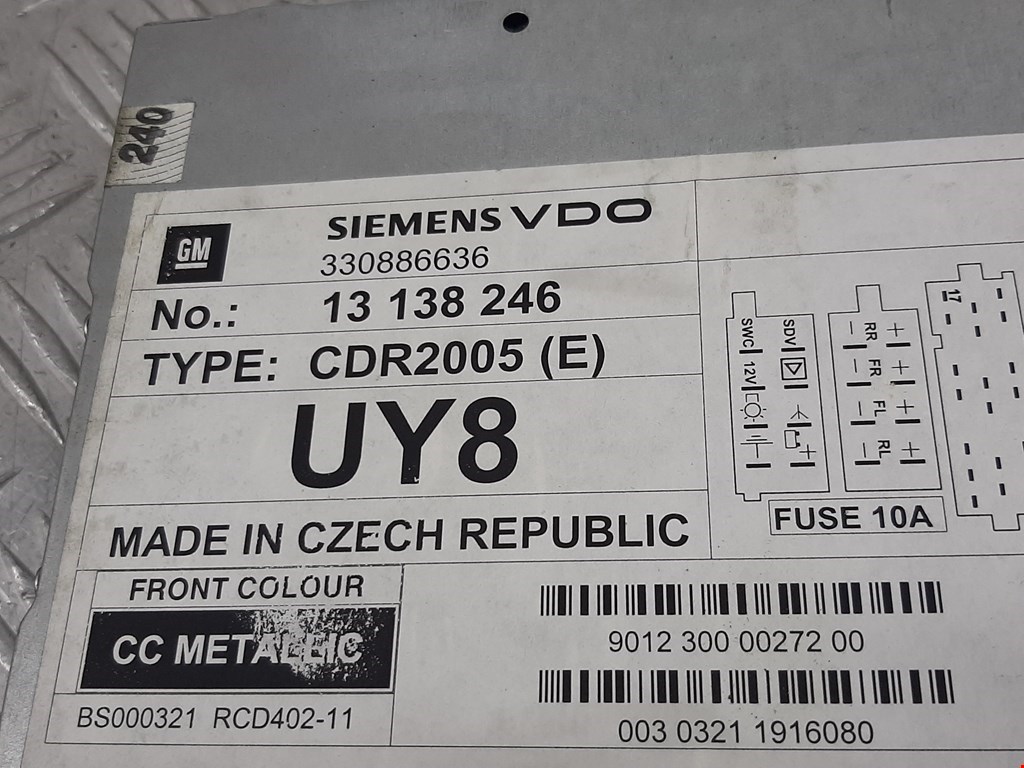 240
GM
SIEMENS VDO
330886636
No.: 13 138 246
TYPE: CDR2005 (E)
UY8
MADE IN CZECH REPUBLIC
FRONT COLOUR
CC METALLIC
BS000321 RCD402-11
SWC 12V
SDV
+
RR FR FL RL
− − − −
+ + + +
17
FUSE 10A
9012 300 00272 00
003 0321 1916080